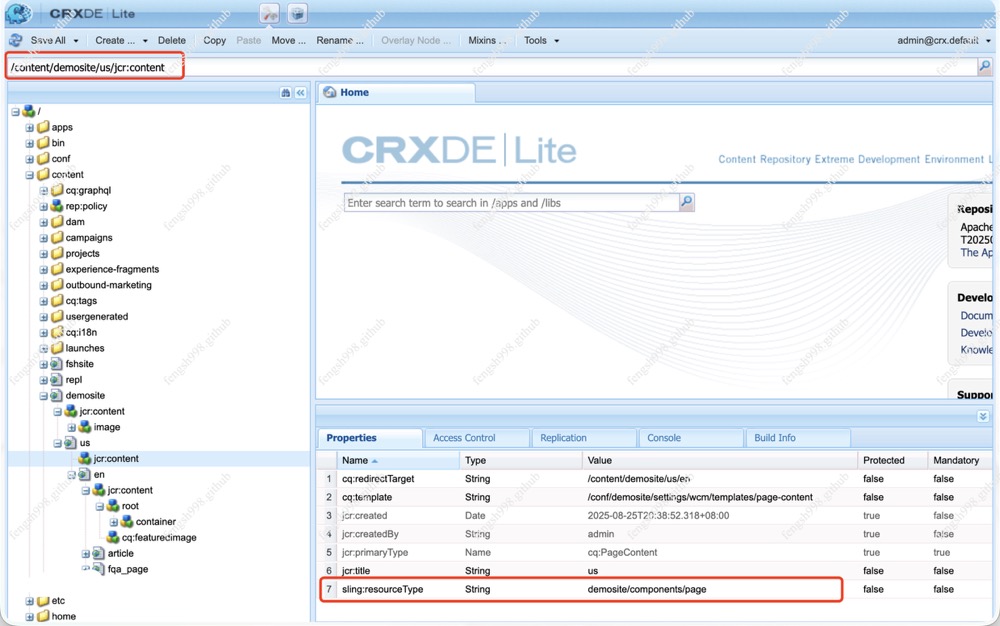 CRXDE | Lite
Save All Create ... Delete Copy Paste Move ... Rename ... Overlay Node ... Mixins ... Tools admin@crx.default
/content/demosite/us/jcr:content
/
apps
bin
conf
content
cq:graphql
rep:policy
dam
campaigns
projects
experience-fragments
outbound-marketing
cq:tags
usergenerated
cq:i18n
launches
fshsite
repl
demosite
jcr:content
image
us
jcr:content
en
jcr:content
root
container
cq:featuredimage
article
fqa_page
etc
home
Home
CRXDE | Lite
Content Repository Extreme Development Environment L
Enter search term to search in /apps and /libs
Reposi
Apache
T2025
The Ap
Develo
Docum
Develo
Knowle
Suppor
Properties Access Control Replication Console Build Info
Name Type Value Protected Mandatory
1 cq:redirectTarget String /content/demosite/us/en false false
2 cq:template String /conf/demosite/settings/wcm/templates/page-content false false
3 jcr:created Date 2025-08-25T20:38:52.318+08:00 true false
4 jcr:createdBy String admin true false
5 jcr:primaryType Name cq:PageContent true true
6 jcr:title String us false false
7 sling:resourceType String demosite/components/page false false
fengsh998.github